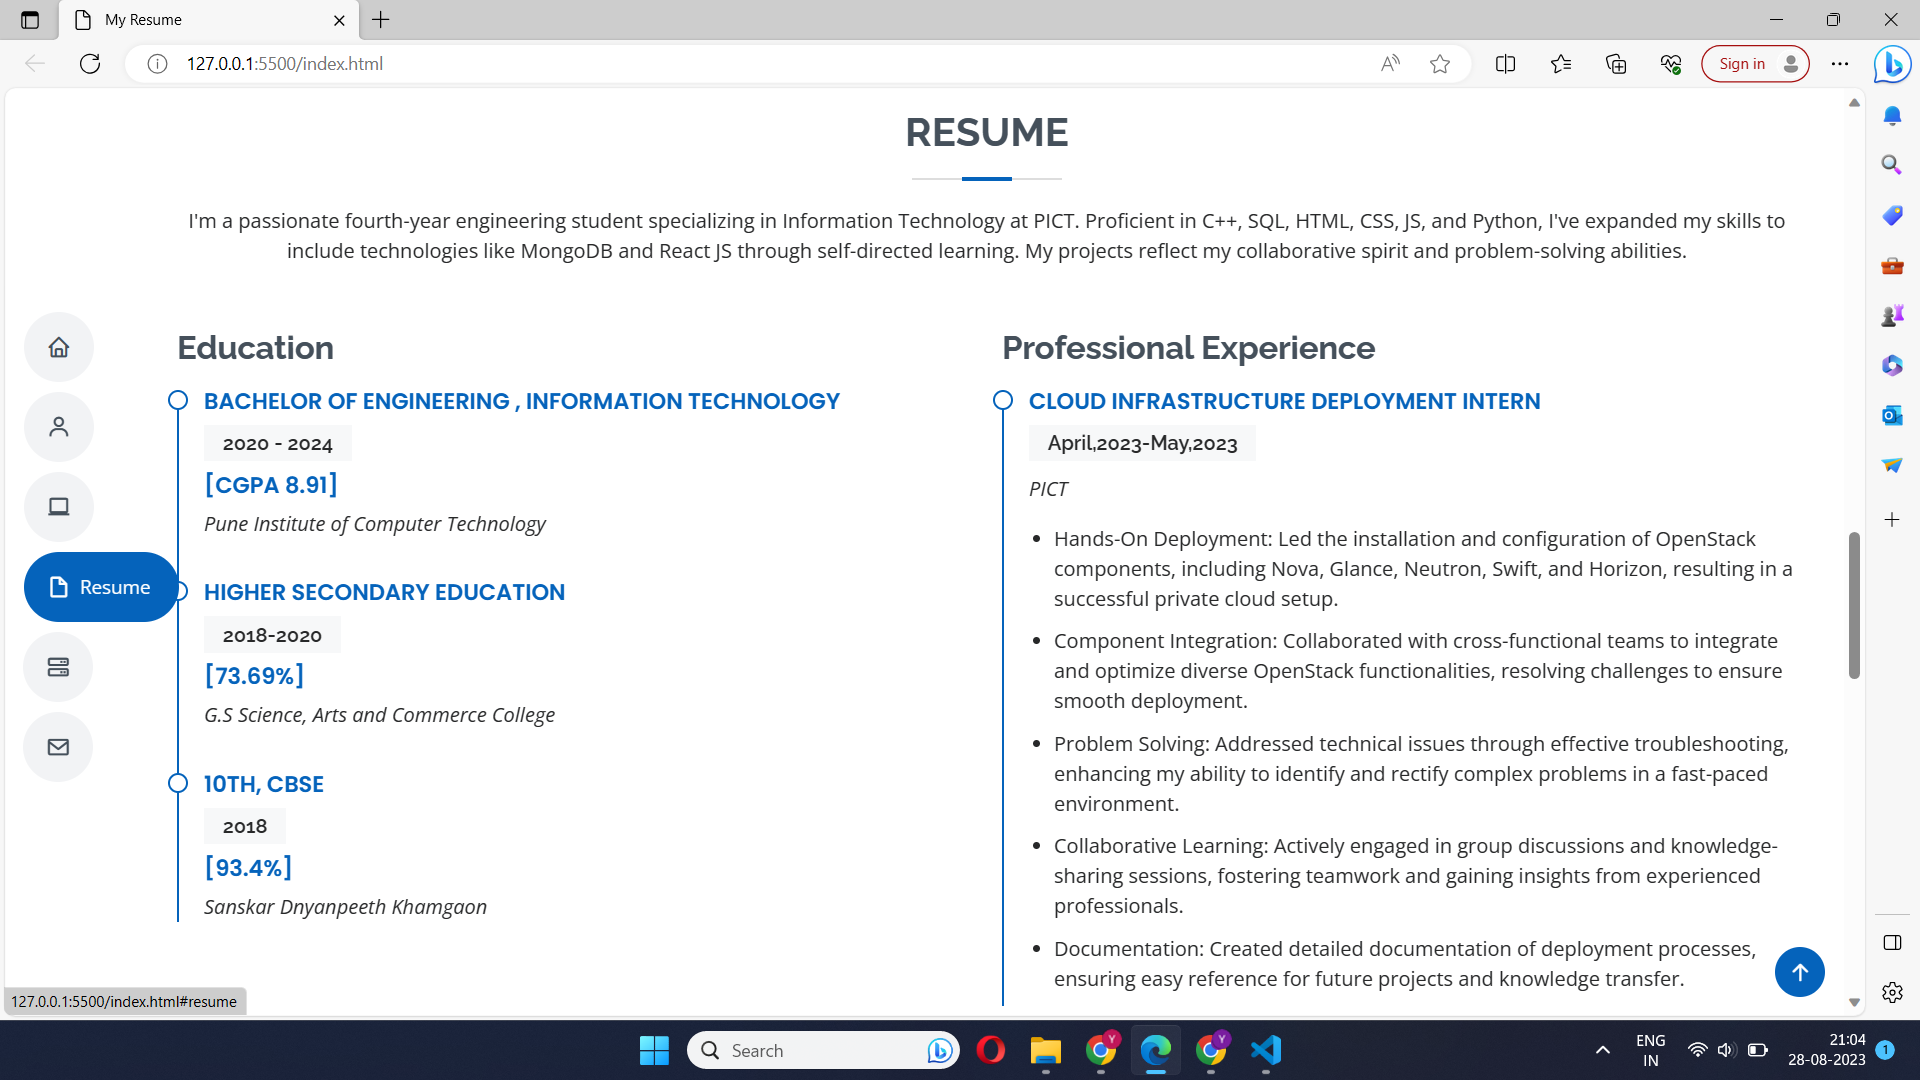 My Resume
127.0.0.1:5500/index.html
Sign in
RESUME
I'm a passionate fourth-year engineering student specializing in Information Technology at PICT. Proficient in C++, SQL, HTML, CSS, JS, and Python, I've expanded my skills to
include technologies like MongoDB and React JS through self-directed learning. My projects reflect my collaborative spirit and problem-solving abilities.
Education
BACHELOR OF ENGINEERING , INFORMATION TECHNOLOGY
2020 - 2024
[CGPA 8.91]
Pune Institute of Computer Technology
Resume
HIGHER SECONDARY EDUCATION
2018-2020
[73.69%]
G.S Science, Arts and Commerce College
10TH, CBSE
2018
[93.4%]
Sanskar Dnyanpeeth Khamgaon
Professional Experience
CLOUD INFRASTRUCTURE DEPLOYMENT INTERN
April,2023-May,2023
PICT
• Hands-On Deployment: Led the installation and configuration of OpenStack
components, including Nova, Glance, Neutron, Swift, and Horizon, resulting in a
successful private cloud setup.
• Component Integration: Collaborated with cross-functional teams to integrate
and optimize diverse OpenStack functionalities, resolving challenges to ensure
smooth deployment.
• Problem Solving: Addressed technical issues through effective troubleshooting,
enhancing my ability to identify and rectify complex problems in a fast-paced
environment.
• Collaborative Learning: Actively engaged in group discussions and knowledge-
sharing sessions, fostering teamwork and gaining insights from experienced
professionals.
• Documentation: Created detailed documentation of deployment processes,
ensuring easy reference for future projects and knowledge transfer.
127.0.0.1:5500/index.html#resume
Search
Y
Y
ENG
IN
21:04
28-08-2023
1